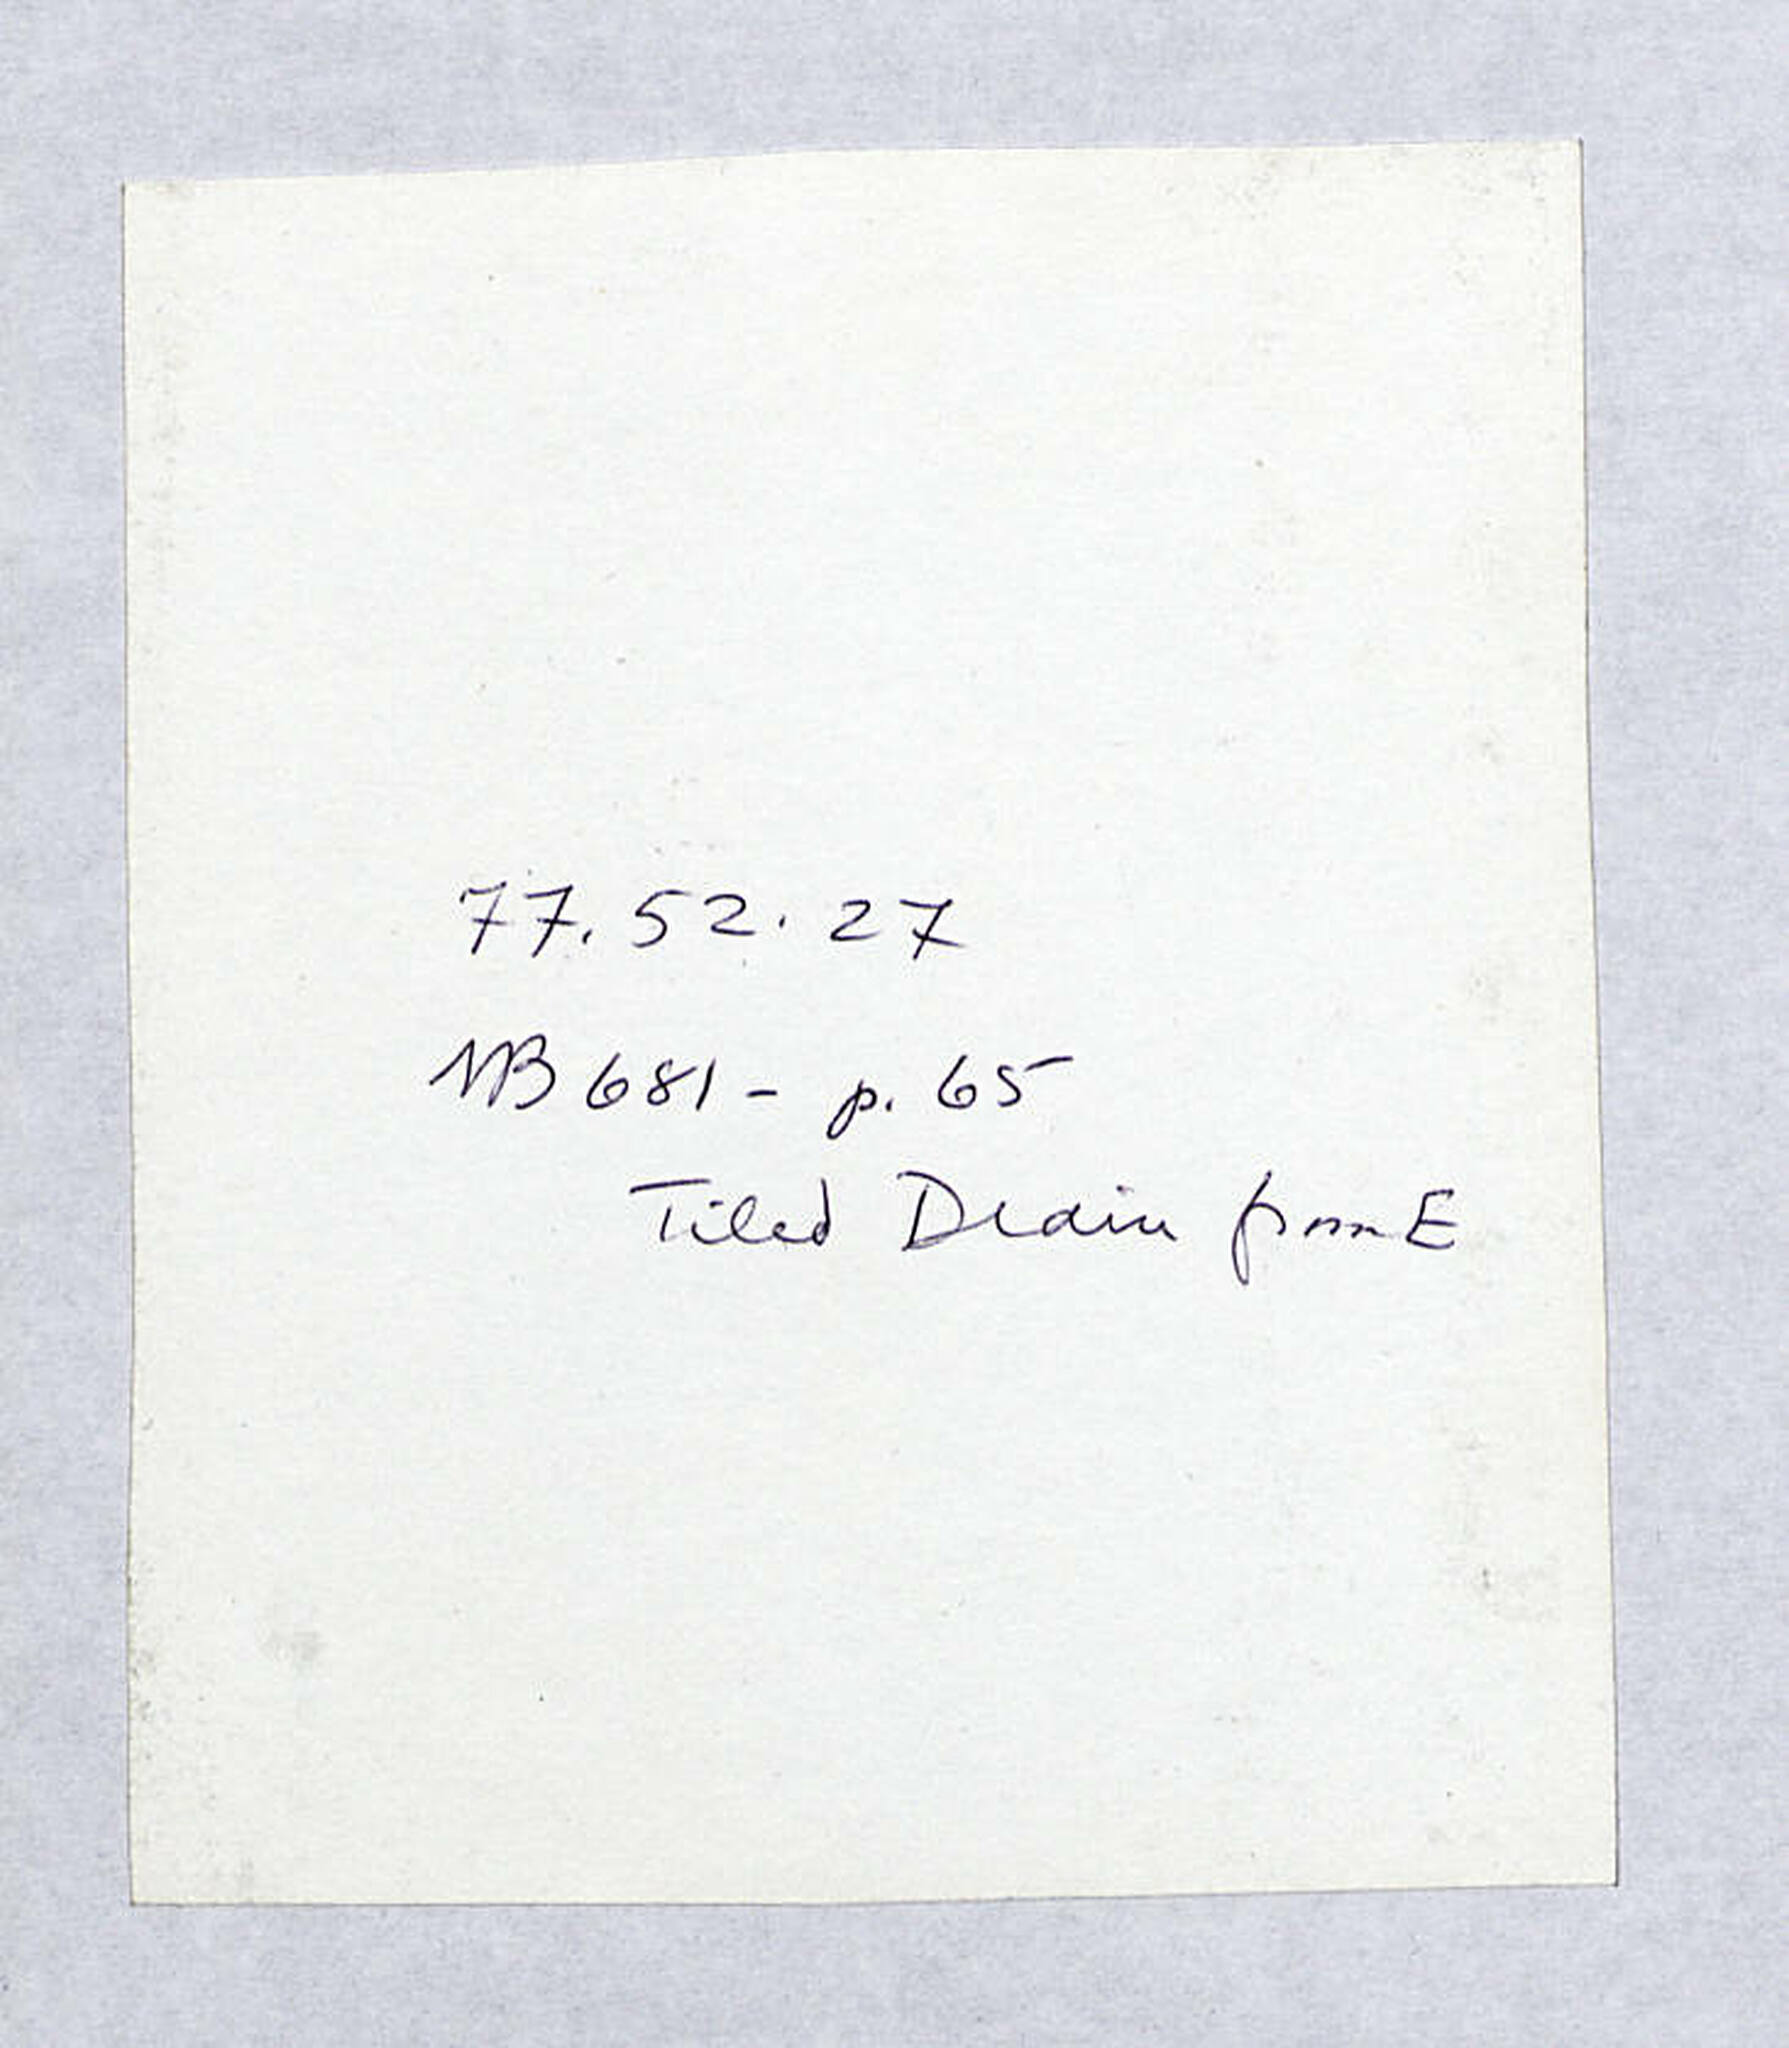 77.52.27
NB 681 - p. 65
Tiled Drain from E